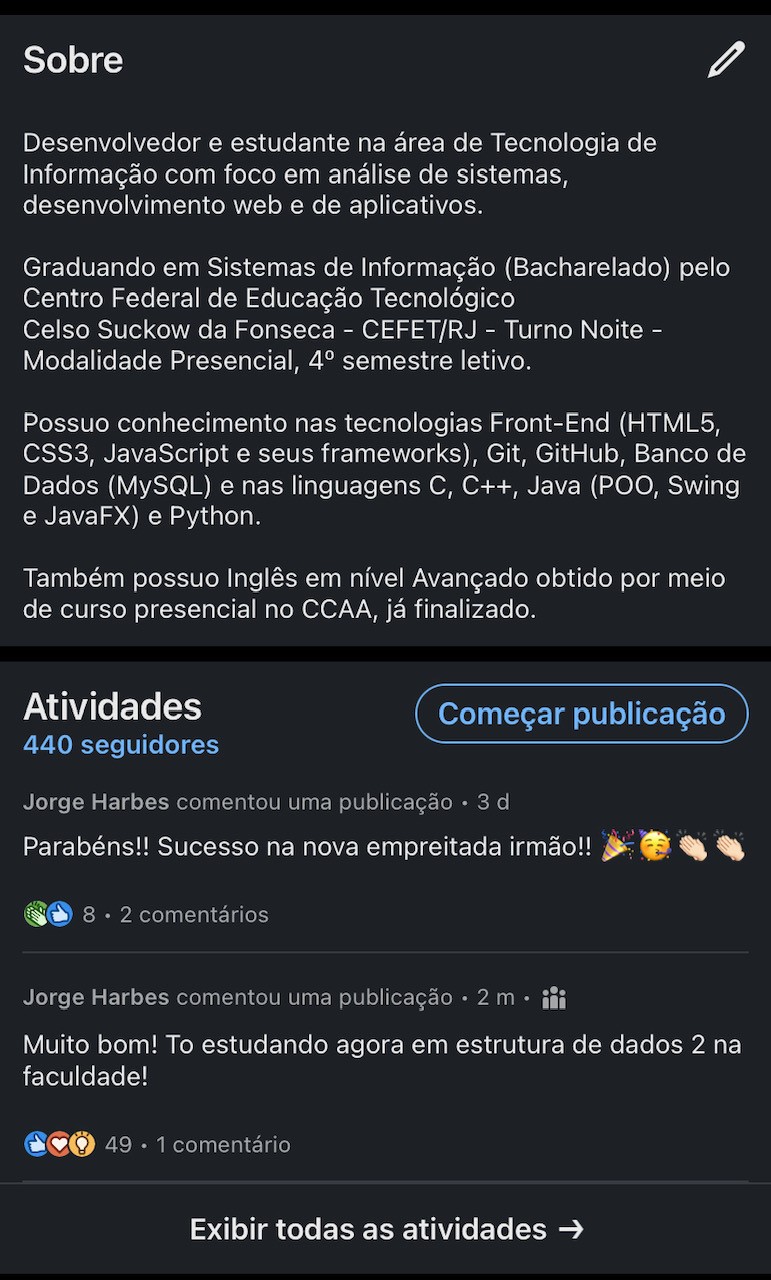 Sobre
Desenvolvedor e estudante na área de Tecnologia de
Informação com foco em análise de sistemas,
desenvolvimento web e de aplicativos.
Graduando em Sistemas de Informação (Bacharelado) pelo
Centro Federal de Educação Tecnológico
Celso Suckow da Fonseca - CEFET/RJ - Turno Noite -
Modalidade Presencial, 4º semestre letivo.
Possuo conhecimento nas tecnologias Front-End (HTML5,
CSS3, JavaScript e seus frameworks), Git, GitHub, Banco de
Dados (MySQL) e nas linguagens C, C++, Java (POO, Swing
e JavaFX) e Python.
Também possuo Inglês em nível Avançado obtido por meio
de curso presencial no CCAA, já finalizado.
Atividades
Começar publicação
440 seguidores
Jorge Harbes comentou uma publicação • 3 d
Parabéns!! Sucesso na nova empreitada irmão!! 🎉🥳👏🏻👏🏻
8 • 2 comentários
Jorge Harbes comentou uma publicação • 2 m •
Muito bom! To estudando agora em estrutura de dados 2 na
faculdade!
49 • 1 comentário
Exibir todas as atividades →